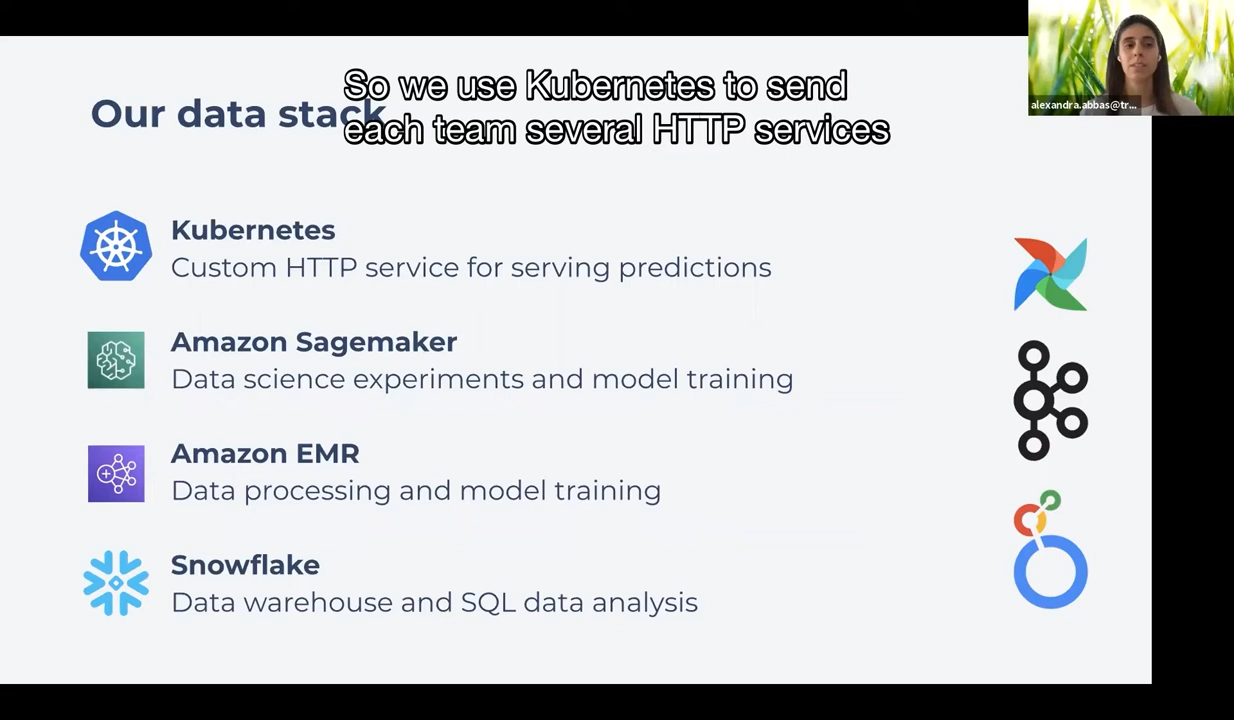 So we use Kubernetes to send
each team several HTTP services
Our data stack
alexandra.abbas@tr...
Kubernetes
Custom HTTP service for serving predictions
Amazon Sagemaker
Data science experiments and model training
Amazon EMR
Data processing and model training
Snowflake
Data warehouse and SQL data analysis